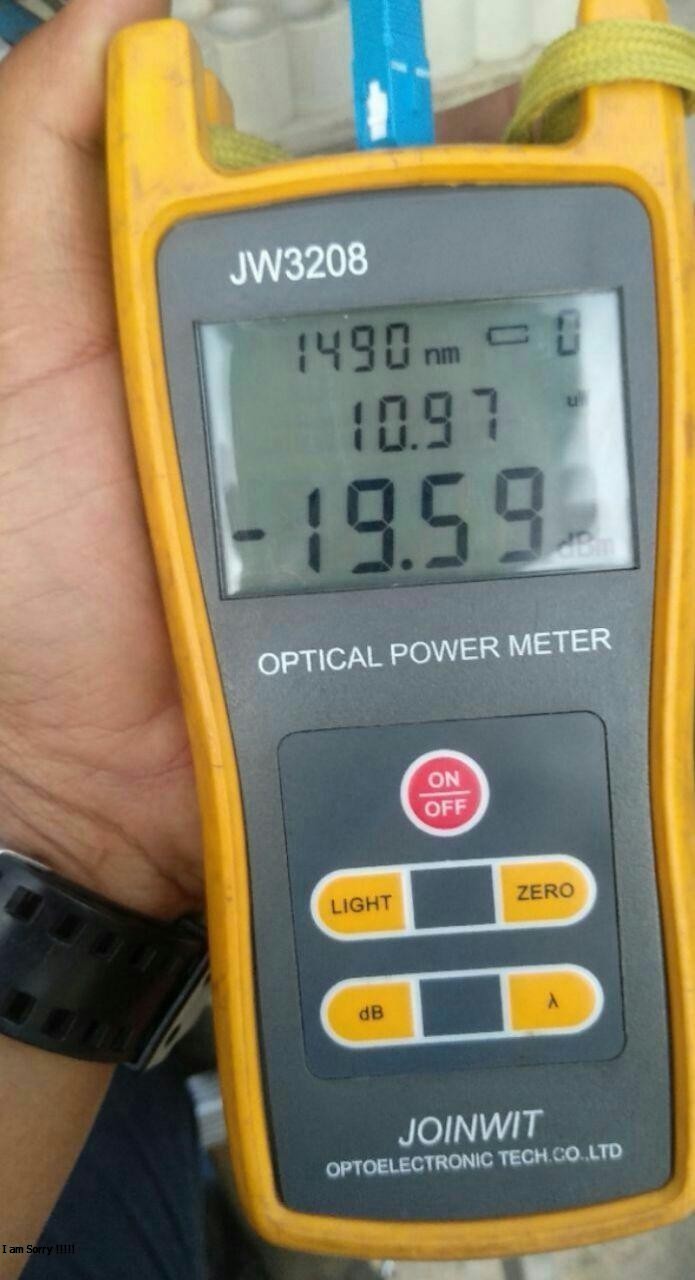 JW3208
1490 nm 0
10.97
-19.59 dBm
OPTICAL POWER METER
ON
OFF
LIGHT
ZERO
dB
λ
JOINWIT
OPTOELECTRONIC TECH.CO.,LTD
I am Sorry !!!!!